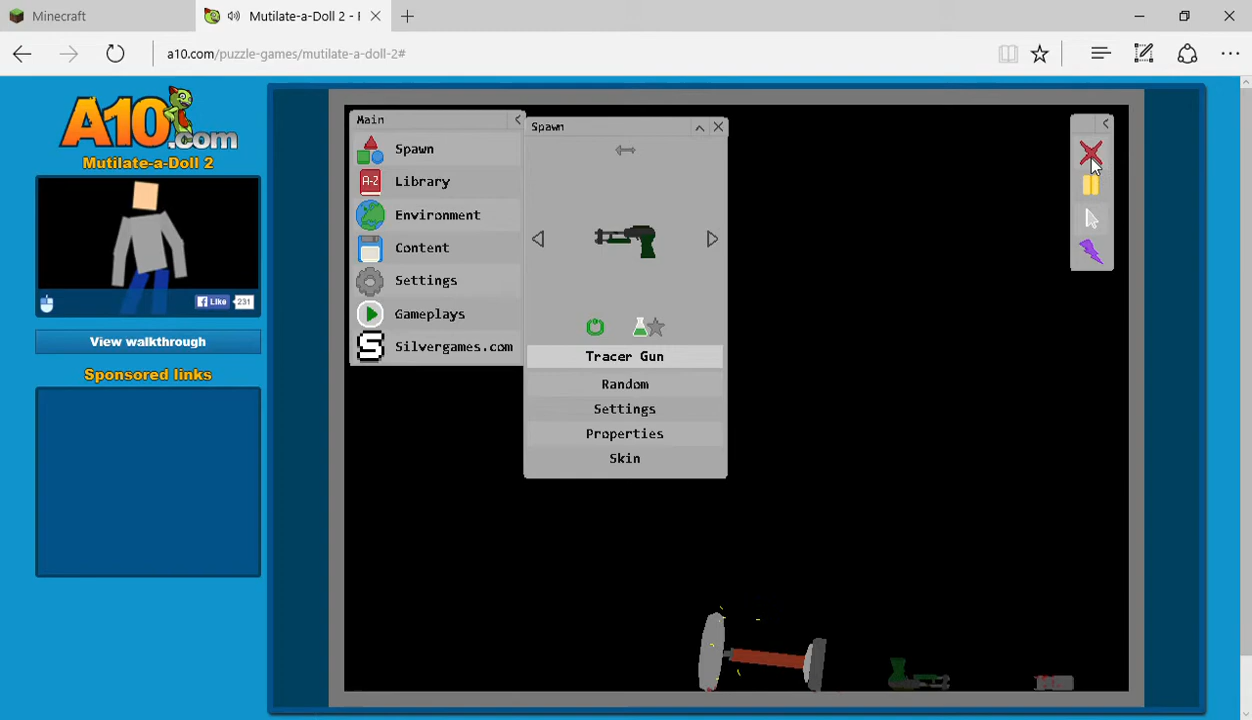 Minecraft
Mutilate-a-Doll 2 - F
a10.com/puzzle-games/mutilate-a-doll-2#
A10.com
Mutilate-a-Doll 2
Like 231
View walkthrough
Sponsored links
Main
Spawn
A-Z Library
Environment
Content
Settings
Gameplays
S Silvergames.com
Spawn
Tracer Gun
Random
Settings
Properties
Skin